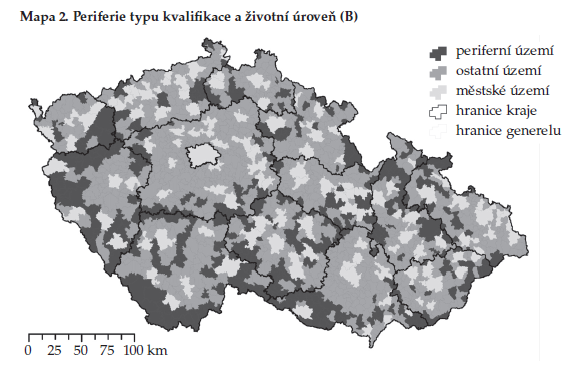 Mapa 2. Periferie typu kvalifikace a životní úroveň (B)
periferní území
ostatní území
městské území
hranice kraje
hranice generelu
0 25 50 75 100 km